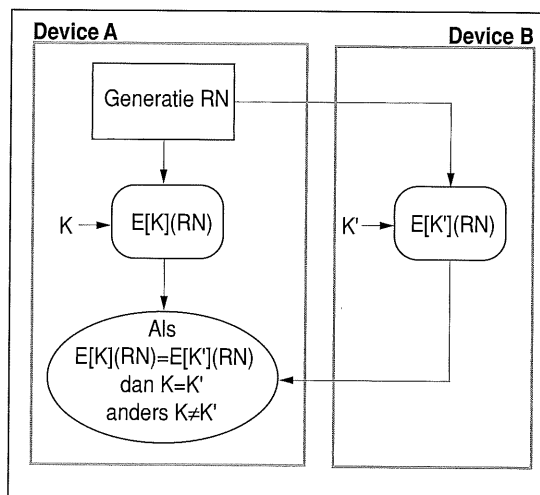 Device A
Device B
Generatie RN
K
E[K](RN)
K'
E[K'](RN)
Als
E[K](RN)=E[K'](RN)
dan K=K'
anders K≠K'